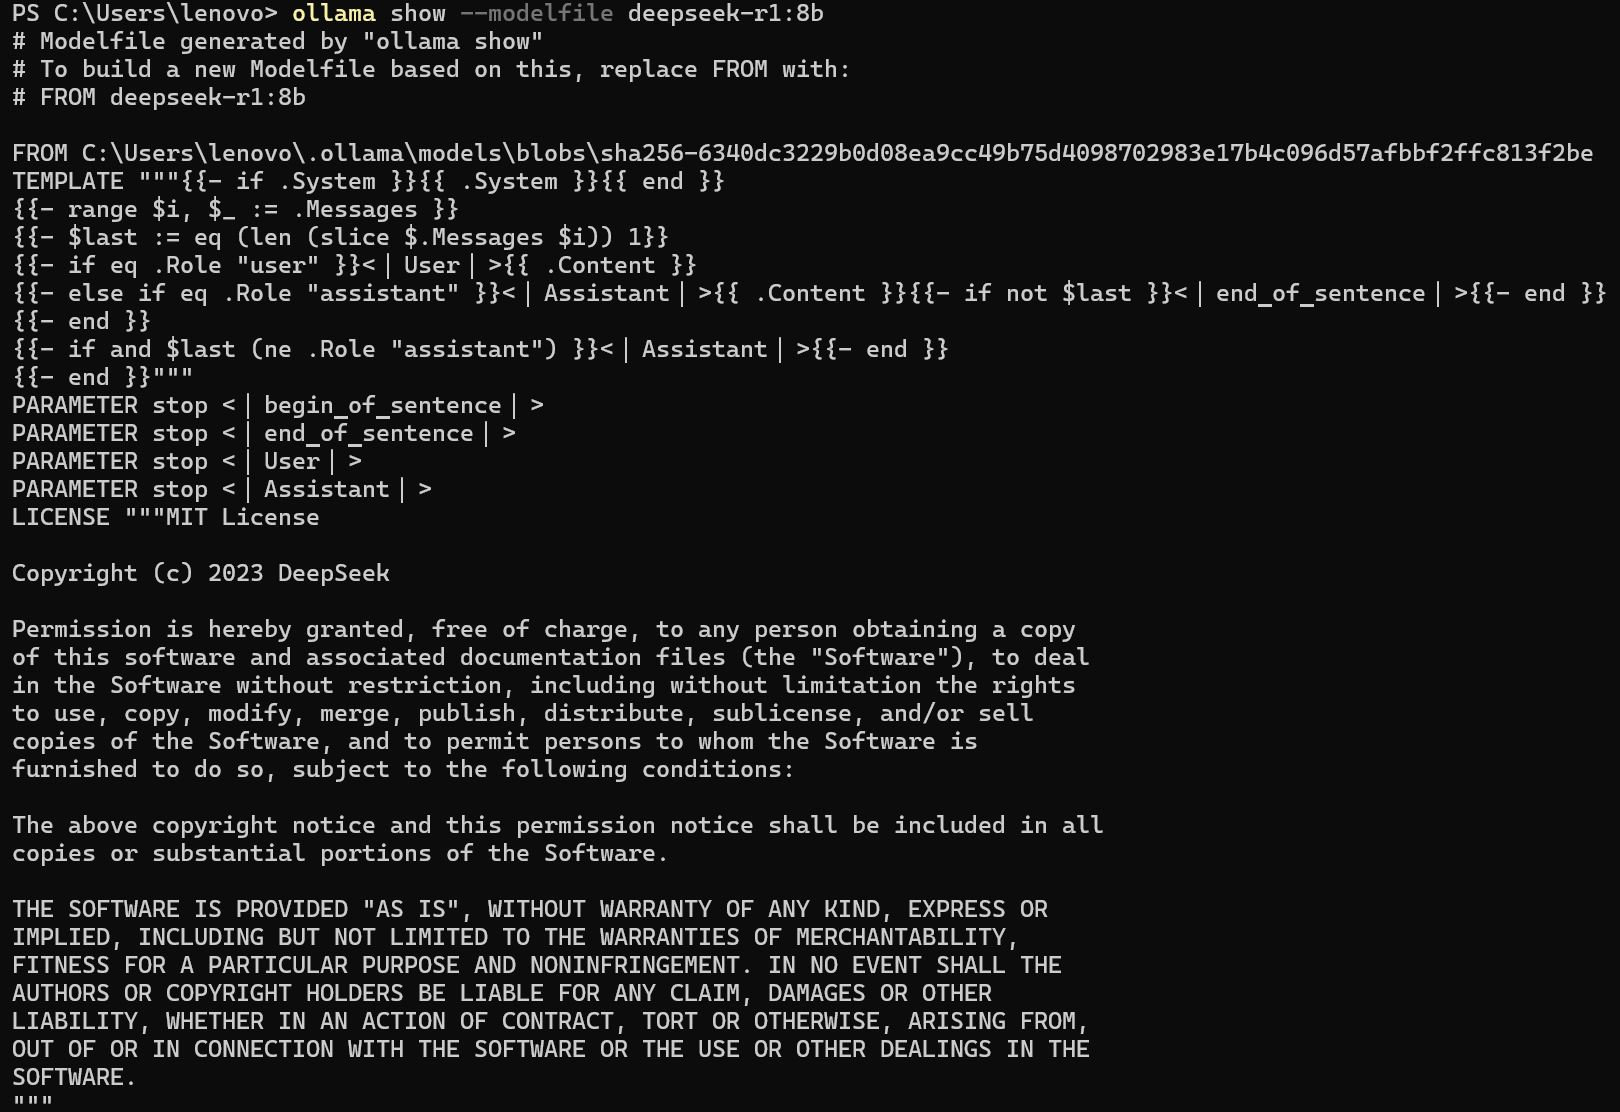 PS C:\Users\lenovo> ollama show --modelfile deepseek-r1:8b
# Modelfile generated by "ollama show"
# To build a new Modelfile based on this, replace FROM with:
# FROM deepseek-r1:8b
FROM C:\Users\lenovo\.ollama\models\blobs\sha256-6340dc3229b0d08ea9cc49b75d4098702983e17b4c096d57afbbf2ffc813f2be
TEMPLATE """{{- if .System }}{{ .System }}{{ end }}
{{- range $i, $_ := .Messages }}
{{- $last := eq (len (slice $.Messages $i)) 1}}
{{- if eq .Role "user" }}<|User|>{{ .Content }}
{{- else if eq .Role "assistant" }}<|Assistant|>{{ .Content }}{{- if not $last }}<|end_of_sentence|>{{- end }}
{{- end }}
{{- if and $last (ne .Role "assistant") }}<|Assistant|>{{- end }}
{{- end }}"""
PARAMETER stop <|begin_of_sentence|>
PARAMETER stop <|end_of_sentence|>
PARAMETER stop <|User|>
PARAMETER stop <|Assistant|>
LICENSE """MIT License
Copyright (c) 2023 DeepSeek
Permission is hereby granted, free of charge, to any person obtaining a copy
of this software and associated documentation files (the "Software"), to deal
in the Software without restriction, including without limitation the rights
to use, copy, modify, merge, publish, distribute, sublicense, and/or sell
copies of the Software, and to permit persons to whom the Software is
furnished to do so, subject to the following conditions:
The above copyright notice and this permission notice shall be included in all
copies or substantial portions of the Software.
THE SOFTWARE IS PROVIDED "AS IS", WITHOUT WARRANTY OF ANY KIND, EXPRESS OR
IMPLIED, INCLUDING BUT NOT LIMITED TO THE WARRANTIES OF MERCHANTABILITY,
FITNESS FOR A PARTICULAR PURPOSE AND NONINFRINGEMENT. IN NO EVENT SHALL THE
AUTHORS OR COPYRIGHT HOLDERS BE LIABLE FOR ANY CLAIM, DAMAGES OR OTHER
LIABILITY, WHETHER IN AN ACTION OF CONTRACT, TORT OR OTHERWISE, ARISING FROM,
OUT OF OR IN CONNECTION WITH THE SOFTWARE OR THE USE OR OTHER DEALINGS IN THE
SOFTWARE.
"""